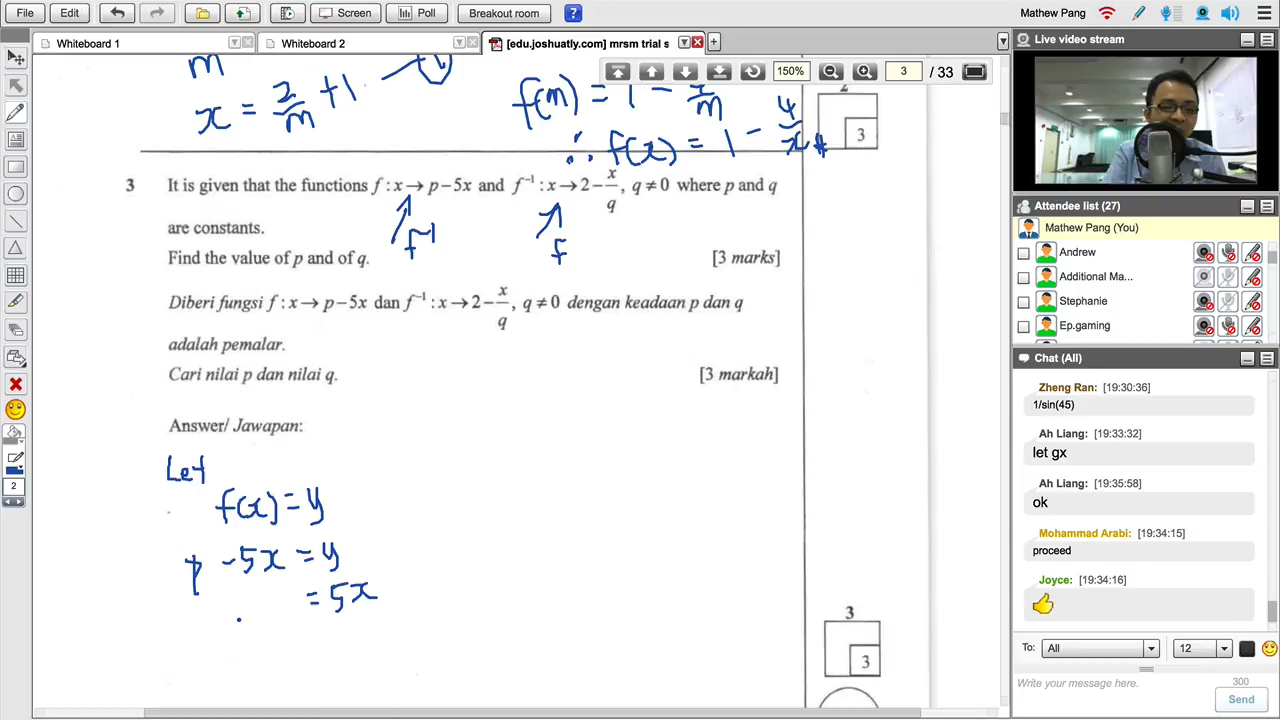 File Edit Screen Poll Breakout room ? Mathew Pang
Whiteboard 1 Whiteboard 2 [edu.joshuatly.com] mrsm trial s
150% 3 / 33
m
x = 2/m + 1
f(m) = 1 - 4/m
∴ f(x) = 1 - 4/x #
3
3 It is given that the functions f : x → p − 5x and f⁻¹ : x → 2 − x/q, q ≠ 0 where p and q
are constants.
f⁻¹ f
Find the value of p and of q. [3 marks]
Diberi fungsi f : x → p − 5x dan f⁻¹ : x → 2 − x/q, q ≠ 0 dengan keadaan p dan q
adalah pemalar.
Cari nilai p dan nilai q. [3 markah]
Answer/ Jawapan:
Let
f(x) = y
p - 5x = y
= 5x
3
3
2
Live video stream
Attendee list (27)
Mathew Pang (You)
Andrew
Additional Ma...
Stephanie
Ep.gaming
Chat (All)
Zheng Ran: [19:30:36]
1/sin(45)
Ah Liang: [19:33:32]
let gx
Ah Liang: [19:35:58]
ok
Mohammad Arabi: [19:34:15]
proceed
Joyce: [19:34:16]
To: All 12
Write your message here. 300
Send